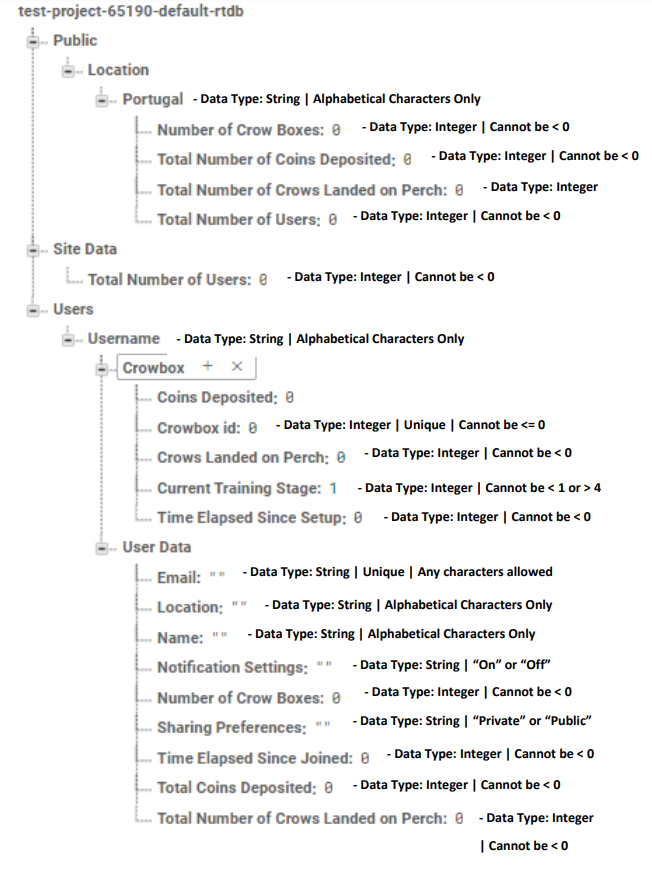 test-project-65190-default-rtdb
Public
Location
Portugal - Data Type: String | Alphabetical Characters Only
Number of Crow Boxes: 0 - Data Type: Integer | Cannot be < 0
Total Number of Coins Deposited: 0 - Data Type: Integer | Cannot be < 0
Total Number of Crows Landed on Perch: 0 - Data Type: Integer
Total Number of Users: 0 - Data Type: Integer | Cannot be < 0
Site Data
Total Number of Users: 0 - Data Type: Integer | Cannot be < 0
Users
Username - Data Type: String | Alphabetical Characters Only
Crowbox + ×
Coins Deposited: 0
Crowbox id: 0 - Data Type: Integer | Unique | Cannot be <= 0
Crows Landed on Perch: 0 - Data Type: Integer | Cannot be < 0
Current Training Stage: 1 - Data Type: Integer | Cannot be < 1 or > 4
Time Elapsed Since Setup: 0 - Data Type: Integer | Cannot be < 0
User Data
Email: "" - Data Type: String | Unique | Any characters allowed
Location: "" - Data Type: String | Alphabetical Characters Only
Name: "" - Data Type: String | Alphabetical Characters Only
Notification Settings: "" - Data Type: String | “On” or “Off”
Number of Crow Boxes: 0 - Data Type: Integer | Cannot be < 0
Sharing Preferences: "" - Data Type: String | “Private” or “Public”
Time Elapsed Since Joined: 0 - Data Type: Integer | Cannot be < 0
Total Coins Deposited: 0 - Data Type: Integer | Cannot be < 0
Total Number of Crows Landed on Perch: 0 - Data Type: Integer
| Cannot be < 0